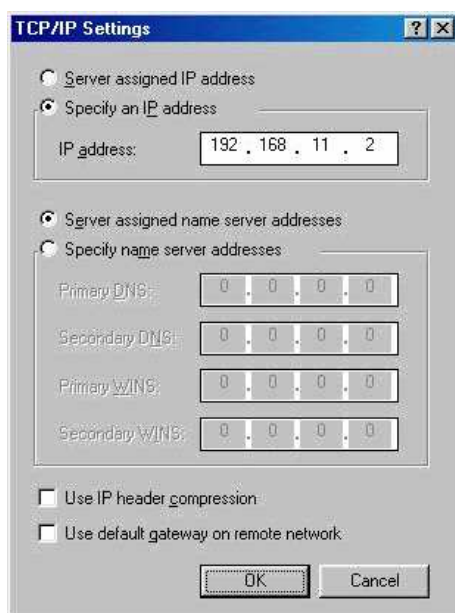 TCP/IP Settings
Server assigned IP address
Specify an IP address
IP address: 192 . 168 . 11 . 2
Server assigned name server addresses
Specify name server addresses
Primary DNS: 0 . 0 . 0 . 0
Secondary DNS: 0 . 0 . 0 . 0
Primary WINS: 0 . 0 . 0 . 0
Secondary WINS: 0 . 0 . 0 . 0
Use IP header compression
Use default gateway on remote network
OK Cancel